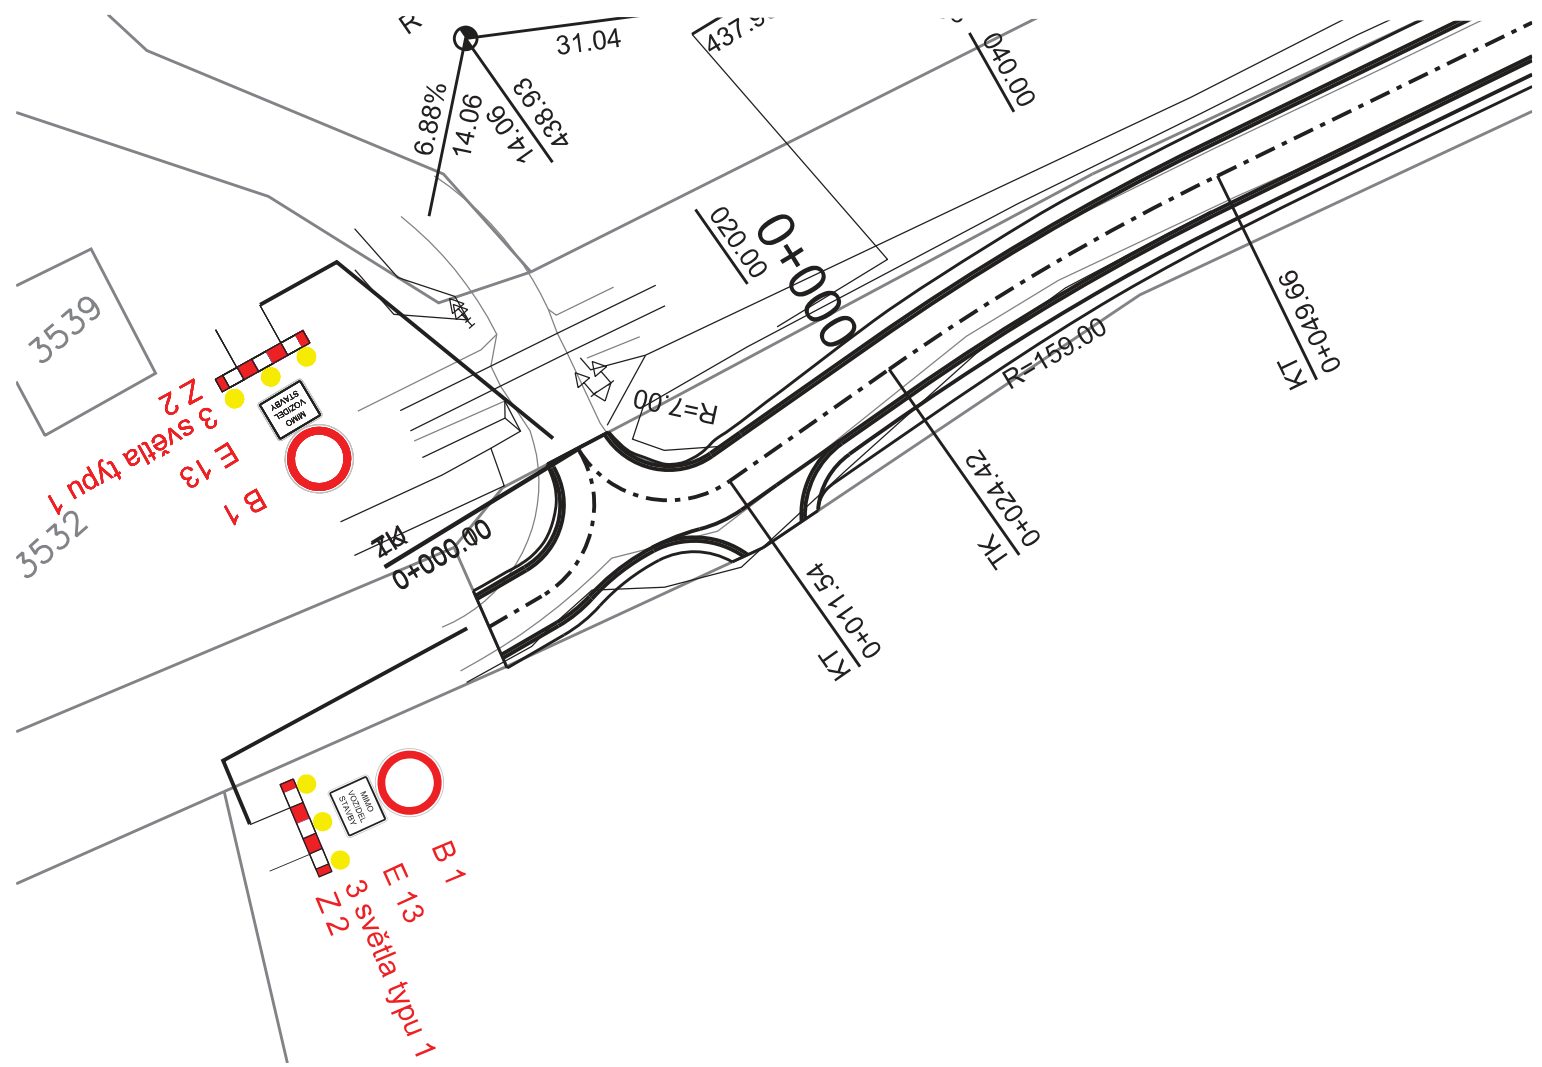 R
31.04
6.88%
14.06
14.06
438.93
040.00
020.00
0+000
3539
3532
Z 2
3 světla typu 1
E 13
B 1
MIMO
VOZIDEL
STAVBY
R=7.00
R=159.00
0+000.00
KT
0+011.54
TK
0+024.42
KT
0+049.66
MIMO
VOZIDEL
STAVBY
B 1
E 13
3 světla typu 1
Z 2